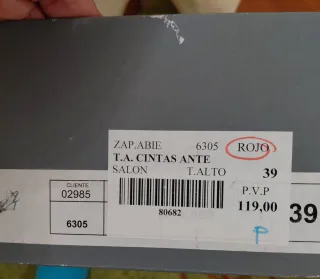 ZAP.ABIE 6305 ROJO
T.A. CINTAS ANTE
SALON T.ALTO 39
P.V.P
80682 119,00
P
CLIENTE
02985
6305
39